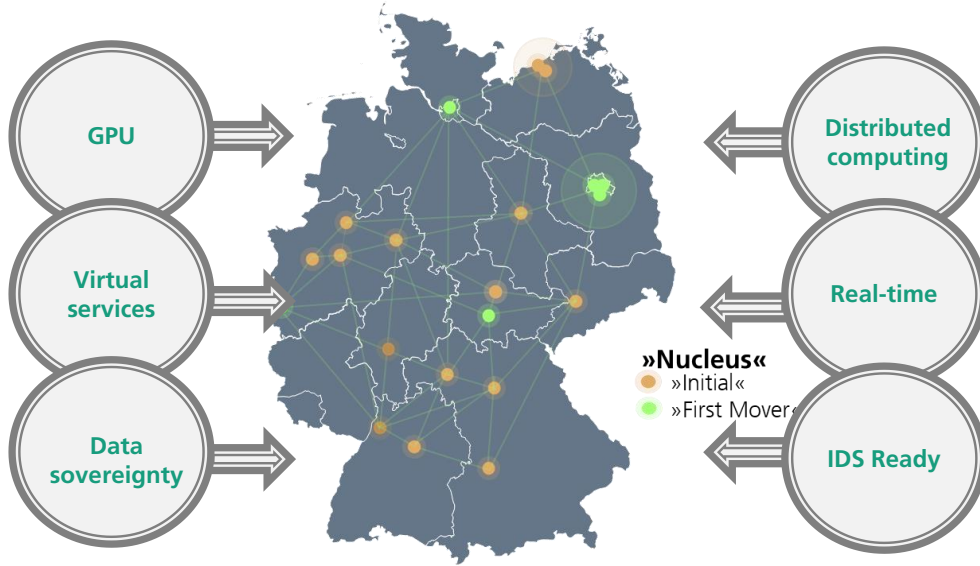 GPU
Virtual
services
Data
sovereignty
Distributed
computing
Real-time
IDS Ready
»Nucleus«
»Initial«
»First Mover«